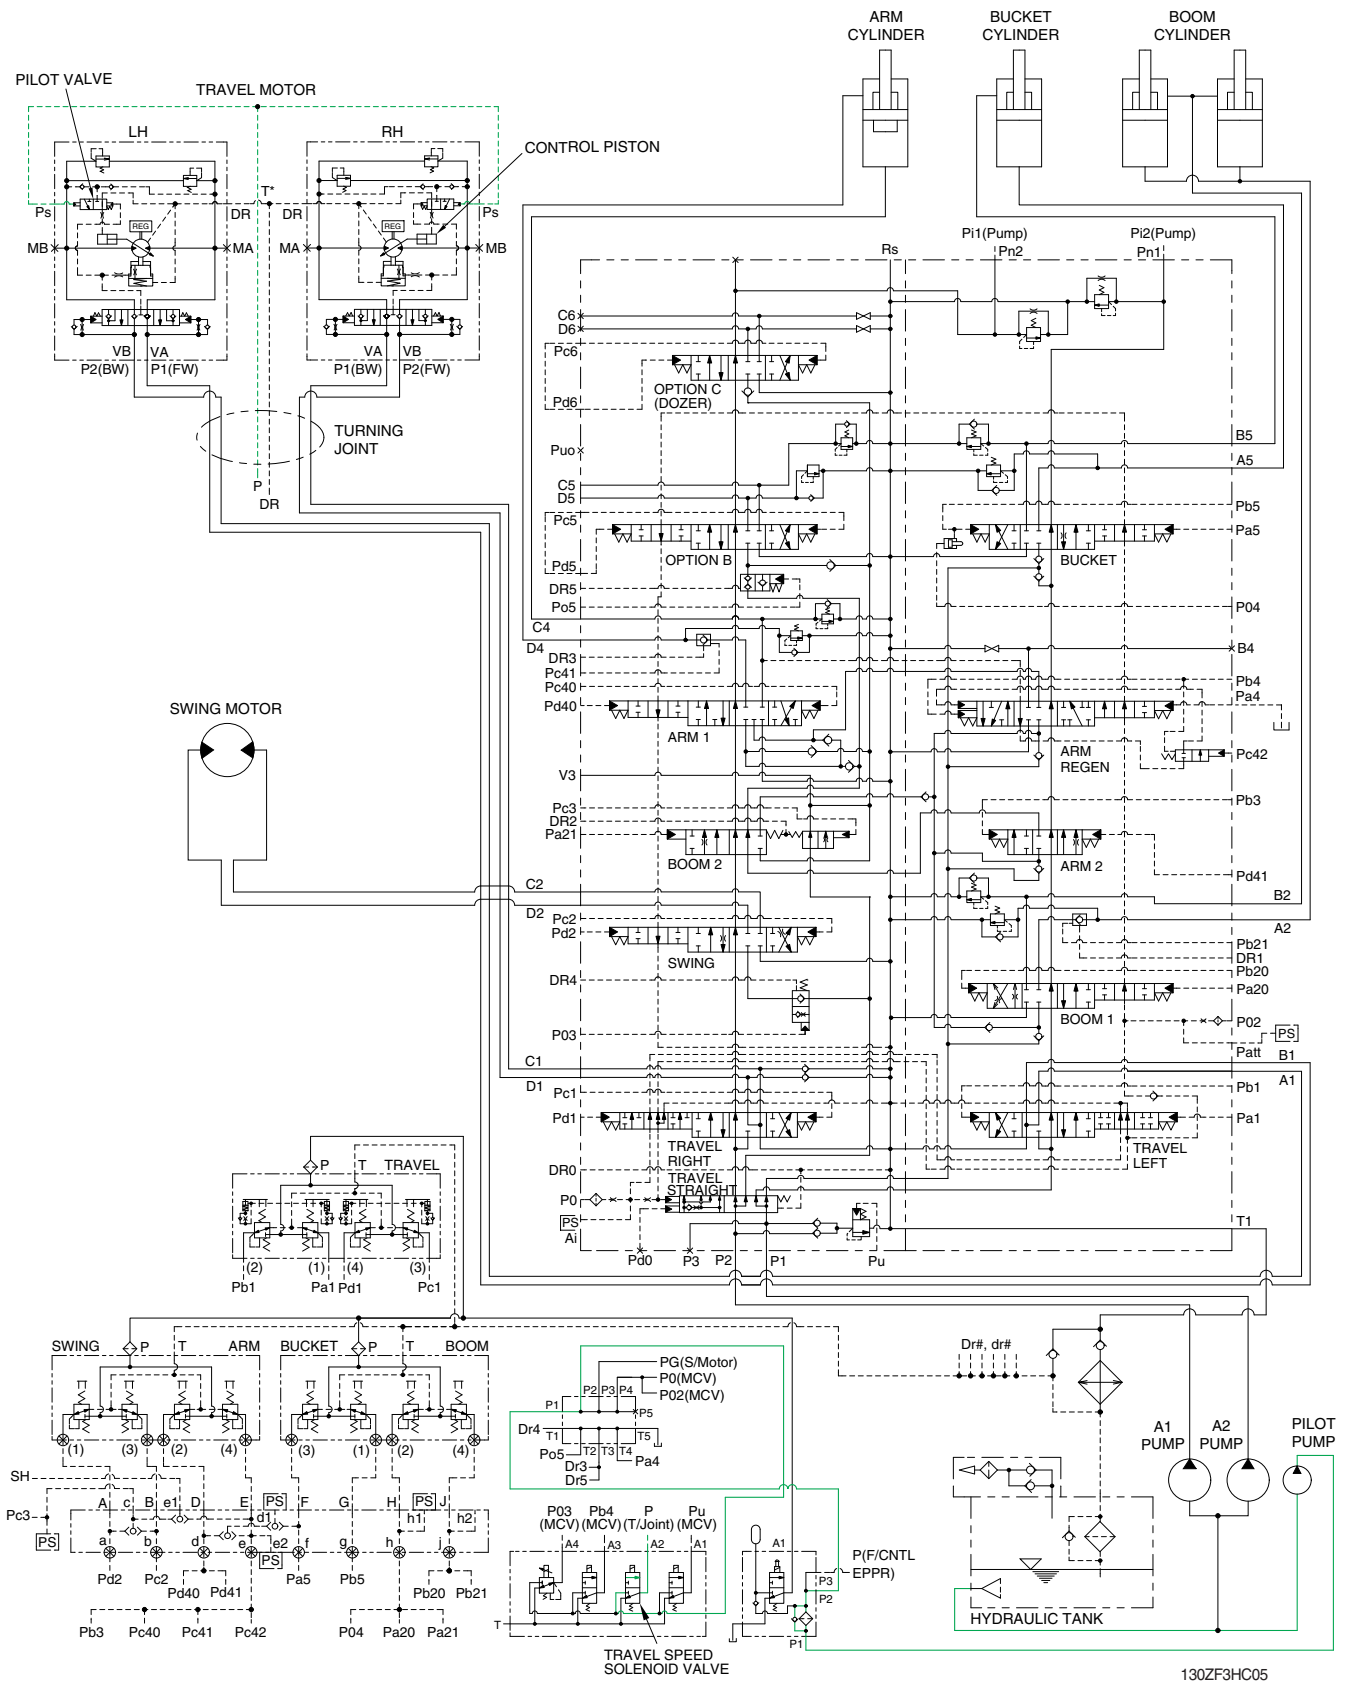 ARM
CYLINDER
BUCKET
CYLINDER
BOOM
CYLINDER
PILOT VALVE
TRAVEL MOTOR
LH
RH
CONTROL PISTON
T*
Ps
DR
DR
Ps
REG
REG
MB
MA
MA
MB
VB
VA
VA
VB
P2(BW)
P1(FW)
P1(BW)
P2(FW)
TURNING
JOINT
P
DR
Pi1(Pump)
Pn2
Pi2(Pump)
Pn1
Rs
C6
D6
Pc6
Pd6
OPTION C
(DOZER)
Puo
C5
D5
Pc5
Pd5
OPTION B
DR5
Po5
B5
A5
Pb5
Pa5
BUCKET
P04
C4
D4
DR3
Pc41
Pc40
Pd40
ARM 1
B4
Pb4
Pa4
ARM
REGEN
Pc42
SWING MOTOR
V3
Pc3
DR2
Pa21
BOOM 2
Pb3
ARM 2
Pd41
C2
D2
Pc2
Pd2
SWING
B2
A2
Pb21
DR1
Pb20
Pa20
BOOM 1
DR4
P03
P02
PS
Patt
C1
D1
Pc1
Pd1
TRAVEL
RIGHT
B1
A1
Pb1
Pa1
TRAVEL
LEFT
DR0
TRAVEL
STRAIGHT
P0
PS
Ai
Pd0
P3
P2
P1
Pu
T1
P
T
TRAVEL
(2)
(1)
(4)
(3)
Pb1
Pa1
Pd1
Pc1
SWING
P
T
ARM
BUCKET
P
T
BOOM
(1)
(3)
(2)
(4)
(3)
(1)
(2)
(4)
SH
Pc3
PS
A
c
B
e1
D
E
PS
d1
F
G
H
PS
h1
J
h2
a
b
d
e
e2
PS
f
g
h
j
Pd2
Pc2
Pd40
Pd41
Pa5
Pb5
Pb20
Pb21
Pb3
Pc40
Pc41
Pc42
P04
Pa20
Pa21
PG(S/Motor)
P0(MCV)
P02(MCV)
P1
P2
P3
P4
P5
Dr4
T1
T2
T3
T4
T5
Po5
Dr3
Dr5
Pa4
P03
(MCV)
Pb4
(MCV)
P
(T/Joint)
Pu
(MCV)
A4
A3
A2
A1
T
TRAVEL SPEED
SOLENOID VALVE
A1
P(F/CNTL
EPPR)
P3
P2
P1
Dr#, dr#
A1
PUMP
A2
PUMP
PILOT
PUMP
HYDRAULIC TANK
130ZF3HC05